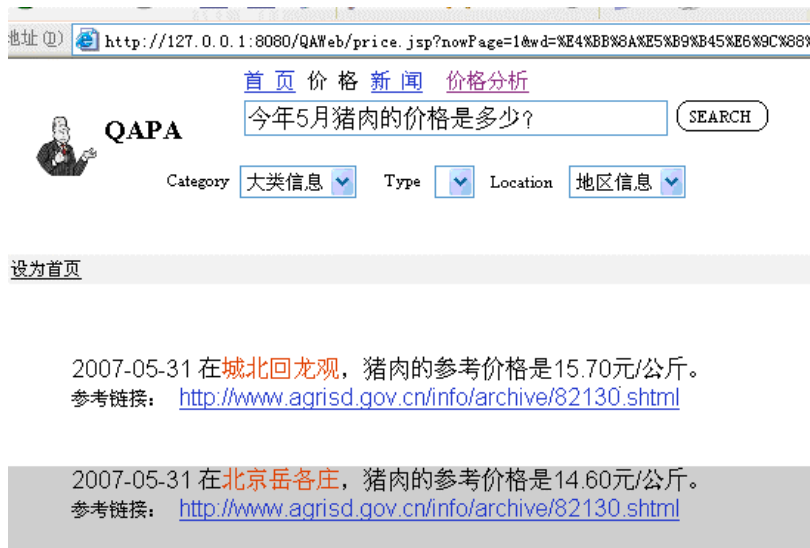 地址(D) http://127.0.0.1:8080/QAWeb/price.jsp?nowPage=1&wd=%E4%BB%8A%E5%B9%B45%E6%9C%88%
首 页 价 格 新 闻 价格分析
QAPA 今年5月猪肉的价格是多少? SEARCH
Category 大类信息 Type Location 地区信息
设为首页
2007-05-31 在城北回龙观，猪肉的参考价格是15.70元/公斤。
参考链接： http://www.agrisd.gov.cn/info/archive/82130.shtml
2007-05-31 在北京岳各庄，猪肉的参考价格是14.60元/公斤。
参考链接： http://www.agrisd.gov.cn/info/archive/82130.shtml